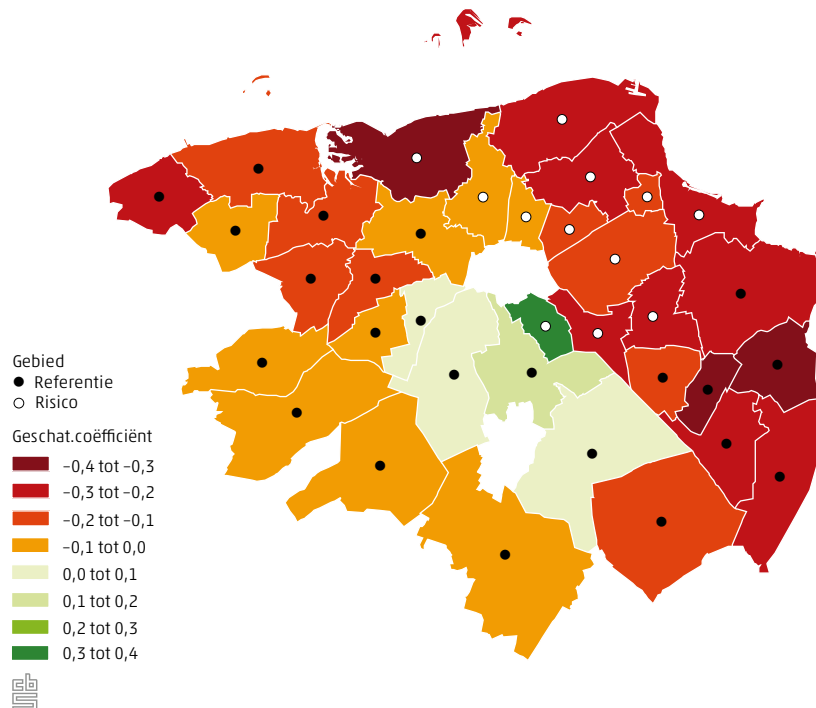 Gebied
Referentie
Risico
Geschat.coëfficiënt
–0,4 tot –0,3
–0,3 tot –0,2
–0,2 tot –0,1
–0,1 tot 0,0
0,0 tot 0,1
0,1 tot 0,2
0,2 tot 0,3
0,3 tot 0,4
cbs